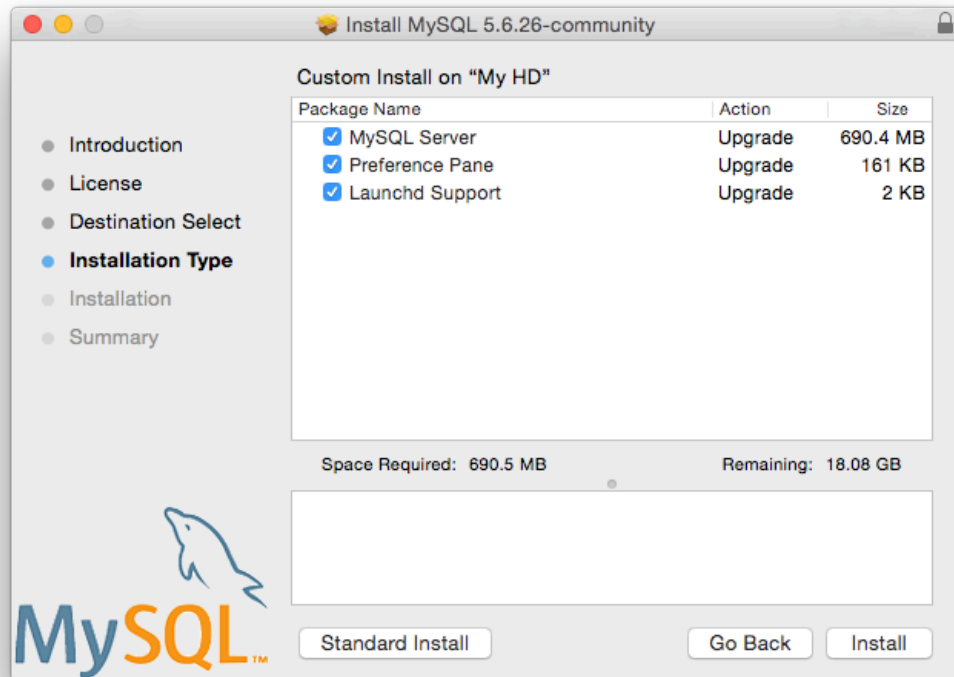 Install MySQL 5.6.26-community
Custom Install on “My HD”
Package Name Action Size
MySQL Server Upgrade 690.4 MB
Preference Pane Upgrade 161 KB
Launchd Support Upgrade 2 KB
Introduction
License
Destination Select
Installation Type
Installation
Summary
Space Required: 690.5 MB Remaining: 18.08 GB
MySQL™
Standard Install Go Back Install